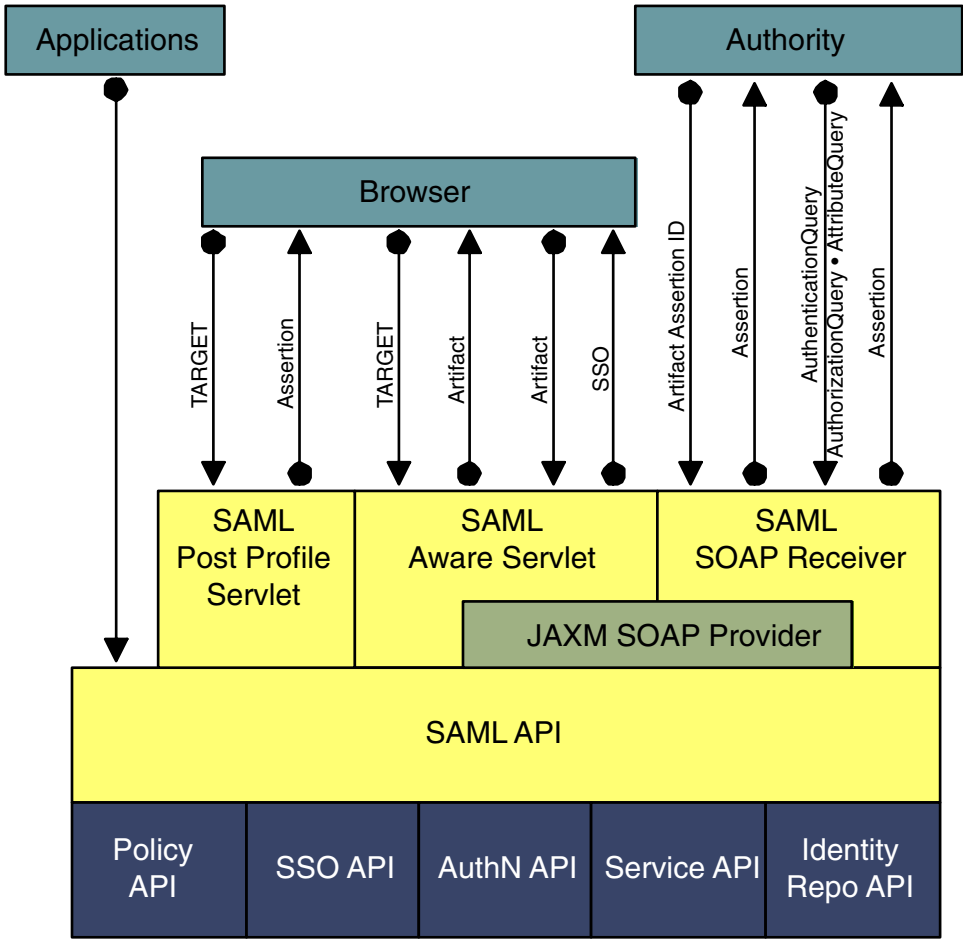 Applications
Authority
Browser
TARGET
Assertion
TARGET
Artifact
Artifact
SSO
Artifact Assertion ID
Assertion
AuthenticationQuery
AuthorizationQuery • AttributeQuery
Assertion
SAML
Post Profile
Servlet
SAML
Aware Servlet
SAML
SOAP Receiver
JAXM SOAP Provider
SAML API
Policy
API
SSO API
AuthN API
Service API
Identity
Repo API